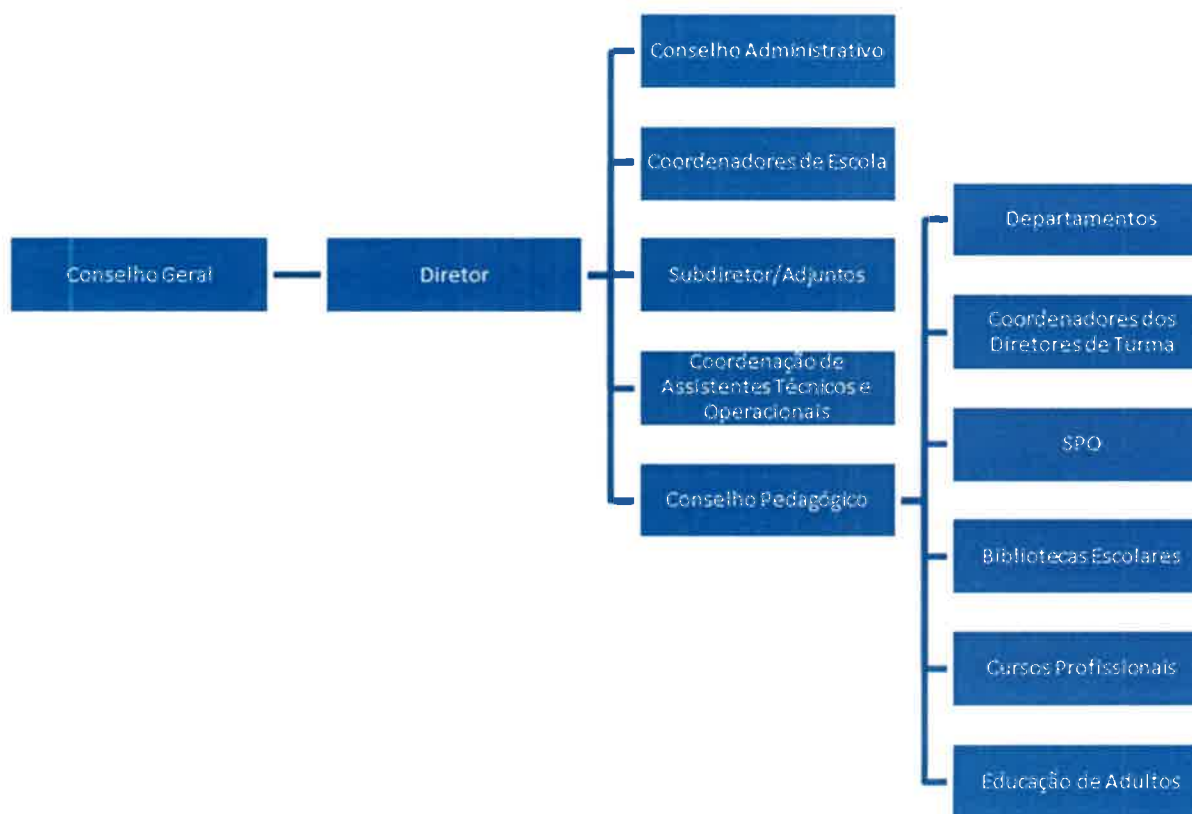 Conselho Geral
Diretor
Conselho Administrativo
Coordenadores de Escola
Subdiretor/Adjuntos
Coordenação de
Assistentes Técnicos e
Operacionais
Conselho Pedagógico
Departamentos
Coordenadores dos
Diretores de Turma
SPO
Bibliotecas Escolares
Cursos Profissionais
Educação de Adultos